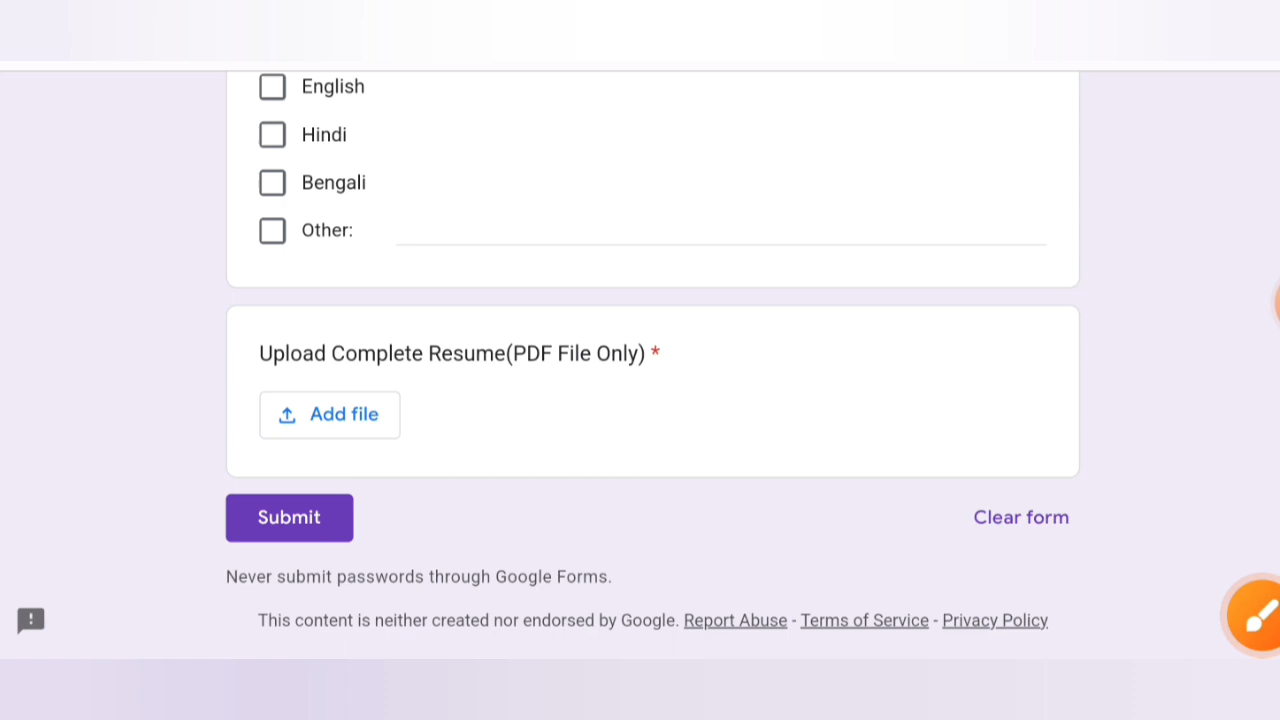 English
Hindi
Bengali
Other:
Upload Complete Resume(PDF File Only) *
Add file
Submit
Clear form
Never submit passwords through Google Forms.
This content is neither created nor endorsed by Google. Report Abuse - Terms of Service - Privacy Policy